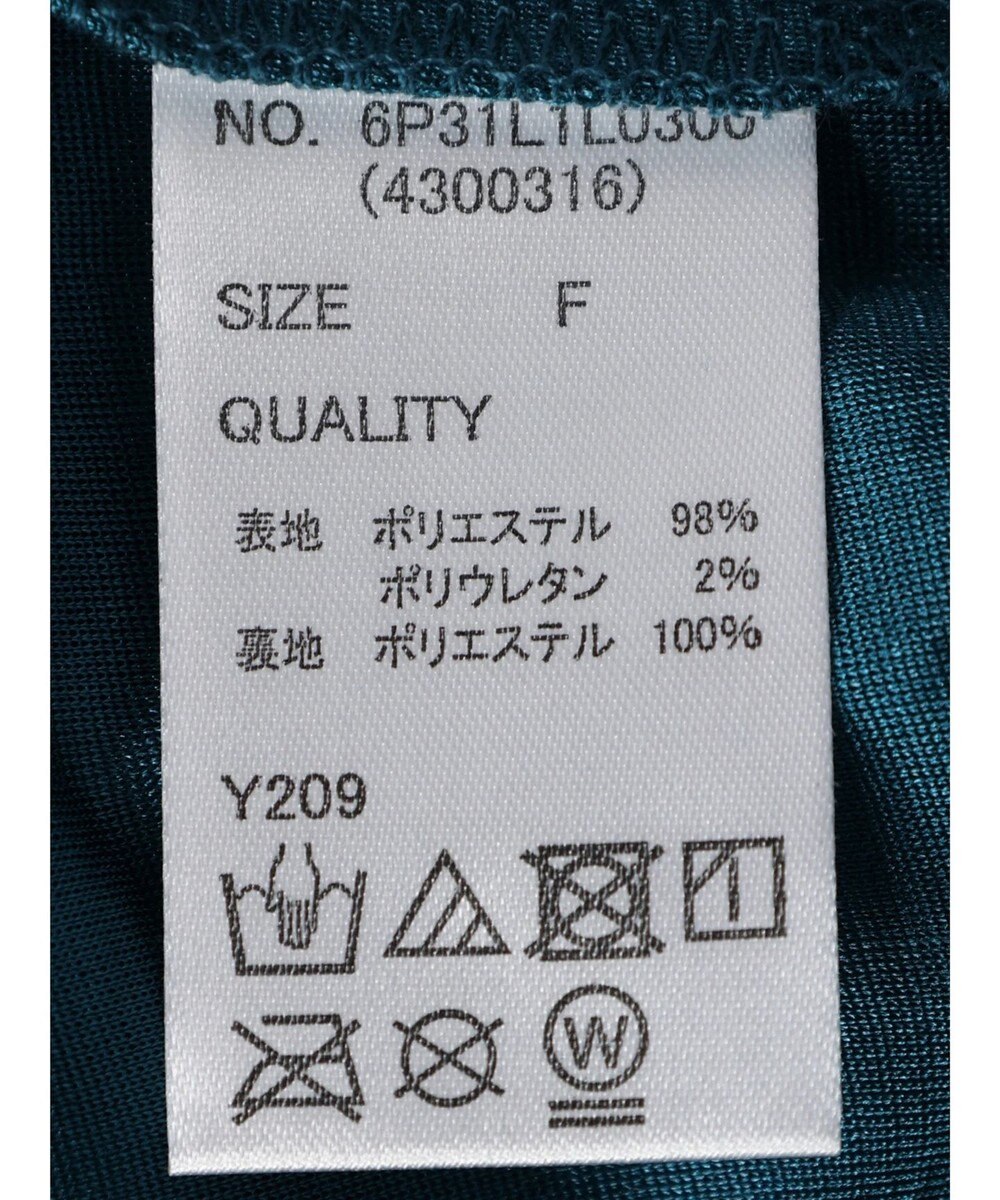 NO. 6P31L1L0300
(4300316)
SIZE F
QUALITY
表地 ポリエステル 98%
ポリウレタン 2%
裏地 ポリエステル 100%
Y209
W